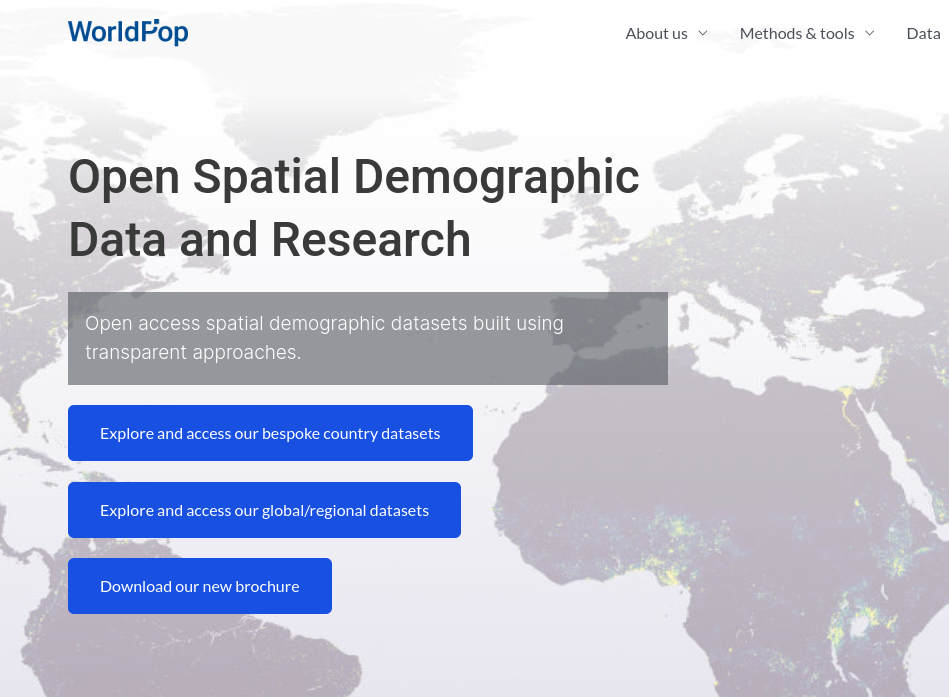 WorldPop
About us
Methods & tools
Data
Open Spatial Demographic
Data and Research
Open access spatial demographic datasets built using
transparent approaches.
Explore and access our bespoke country datasets
Explore and access our global/regional datasets
Download our new brochure